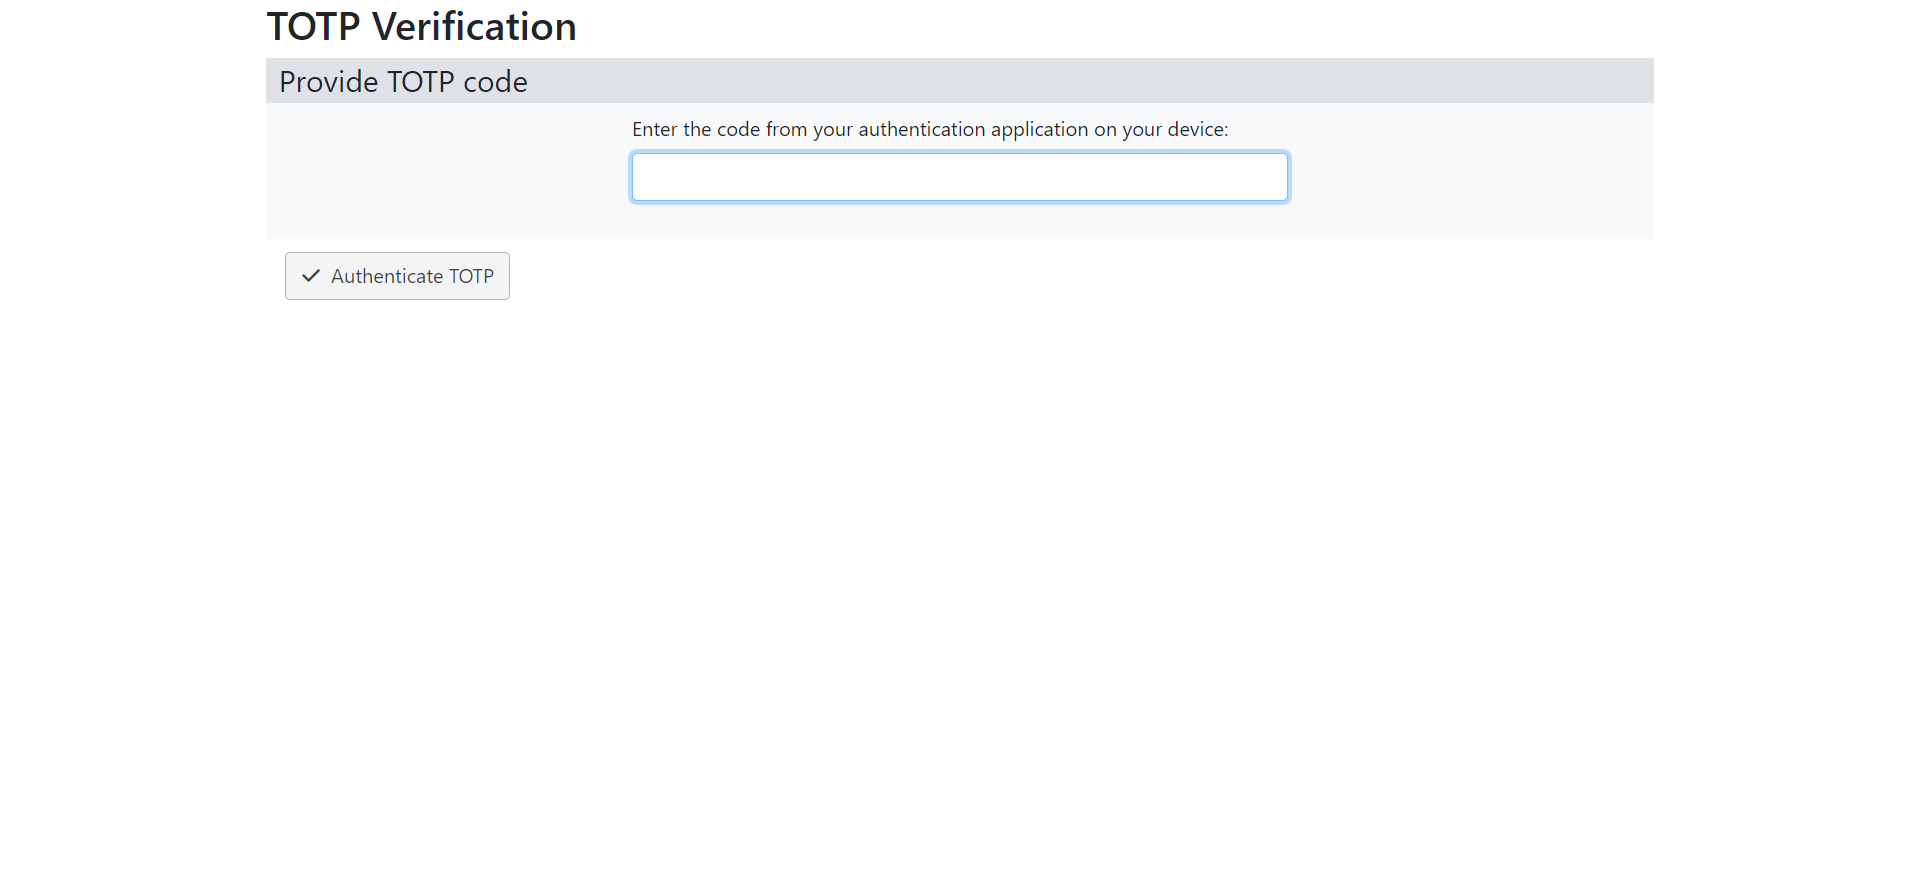 TOTP Verification
Provide TOTP code
Enter the code from your authentication application on your device:
Authenticate TOTP